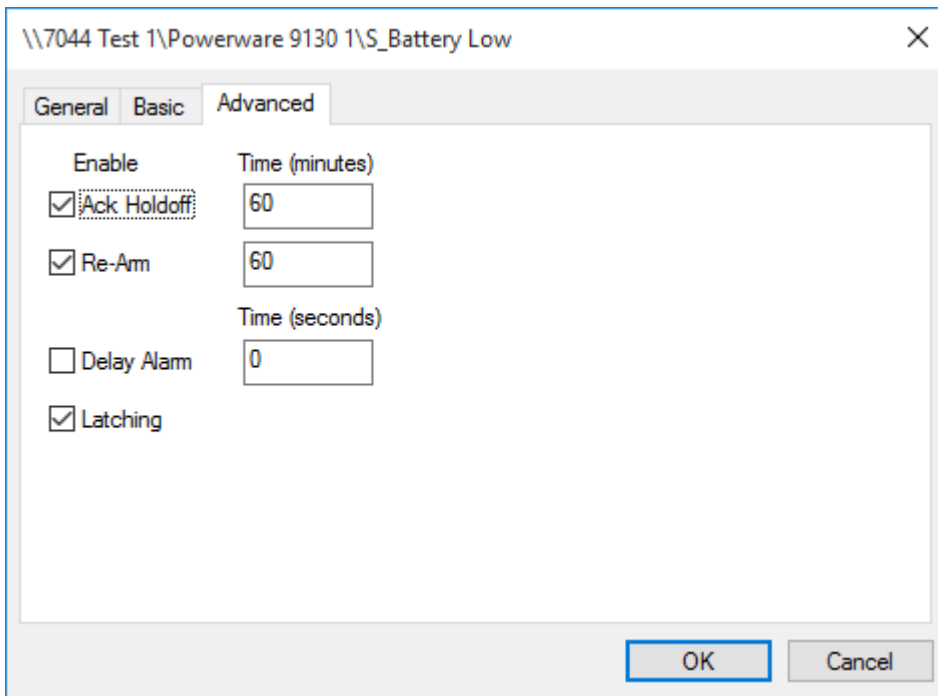 \\7044 Test 1\Powerware 9130 1\S_Battery Low
General Basic Advanced
Enable Time (minutes)
Ack Holdoff 60
Re-Arm 60
Time (seconds)
Delay Alarm 0
Latching
OK Cancel